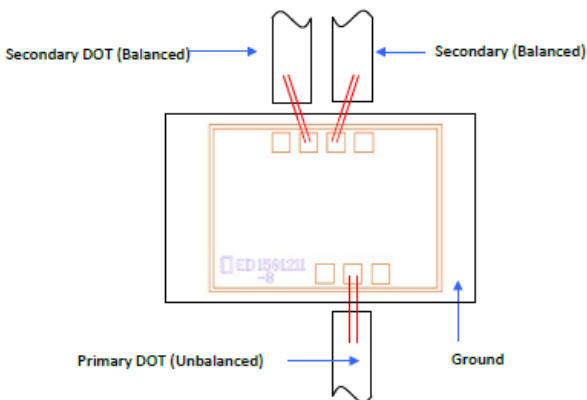 Secondary DOT (Balanced)
Secondary (Balanced)
ED1561211
-8
Primary DOT (Unbalanced)
Ground